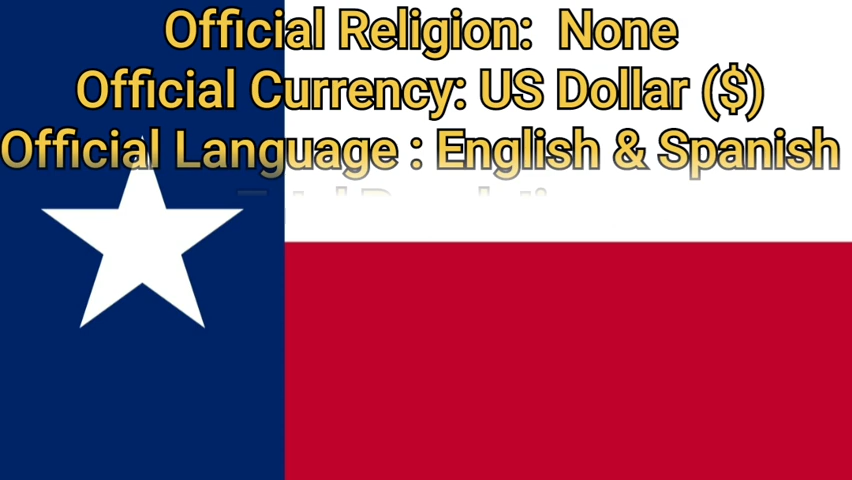 Official Religion: None
Official Currency: US Dollar ($)
Official Language : English & Spanish